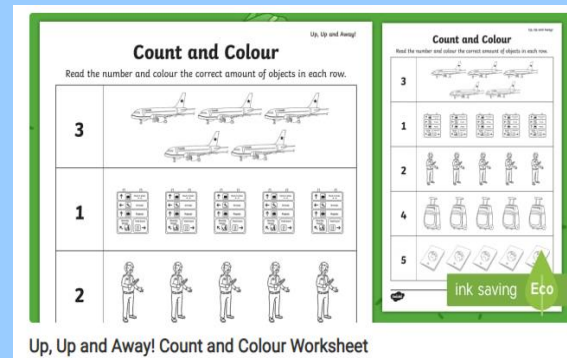 Up, Up and Away!
Count and Colour
Read the number and colour the correct amount of objects in each row.
3
1
2
Up, Up and Away!
Count and Colour
Read the number and colour the correct amount of objects in each row.
3
1
2
4
5
ink saving Eco
Up, Up and Away! Count and Colour Worksheet